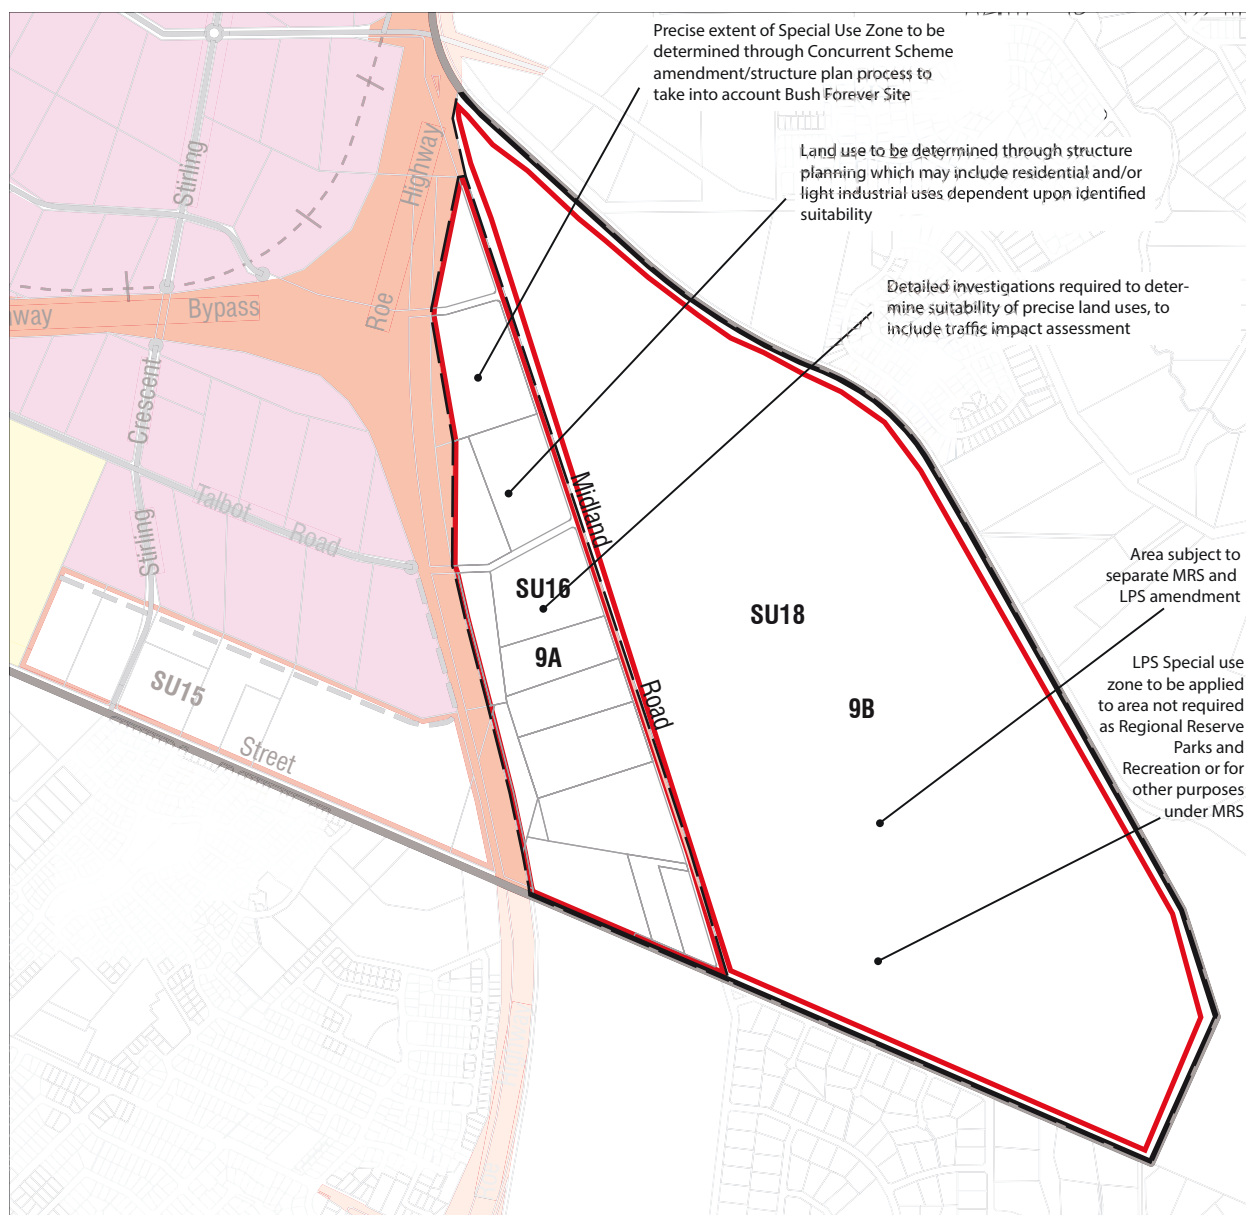 Precise extent of Special Use Zone to be
determined through Concurrent Scheme
amendment/structure plan process to
take into account Bush Forever Site
Land use to be determined through structure
planning which may include residential and/or
light industrial uses dependent upon identified
suitability
Detailed investigations required to deter-
mine suitability of precise land uses, to
include traffic impact assessment
Area subject to
separate MRS and
LPS amendment
LPS Special use
zone to be applied
to area not required
as Regional Reserve
Parks and
Recreation or for
other purposes
under MRS
Stirling
Highway
Roe
Bypass
Crescent
Talbot
Road
Stirling
SU15
Street
Midland
Road
SU16
9A
SU18
9B